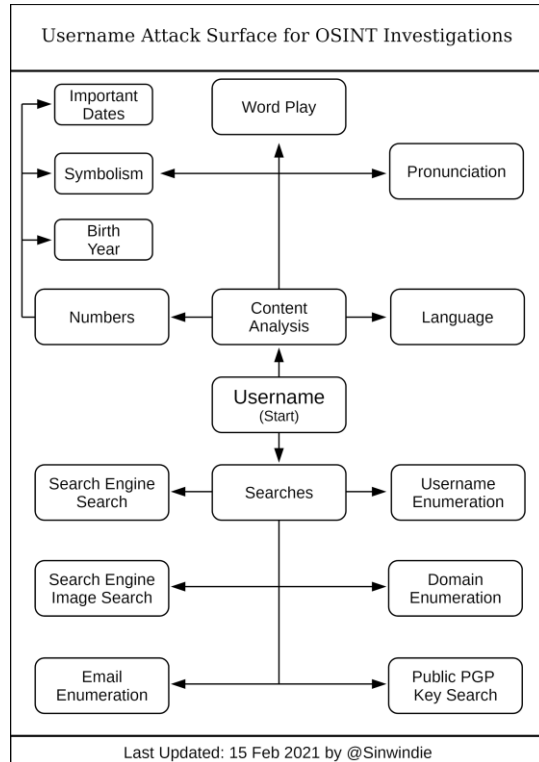 Username Attack Surface for OSINT Investigations
Important
Dates
Word Play
Symbolism
Pronunciation
Birth
Year
Numbers
Content
Analysis
Language
Username
(Start)
Search Engine
Search
Searches
Username
Enumeration
Search Engine
Image Search
Domain
Enumeration
Email
Enumeration
Public PGP
Key Search
Last Updated: 15 Feb 2021 by @Sinwindie